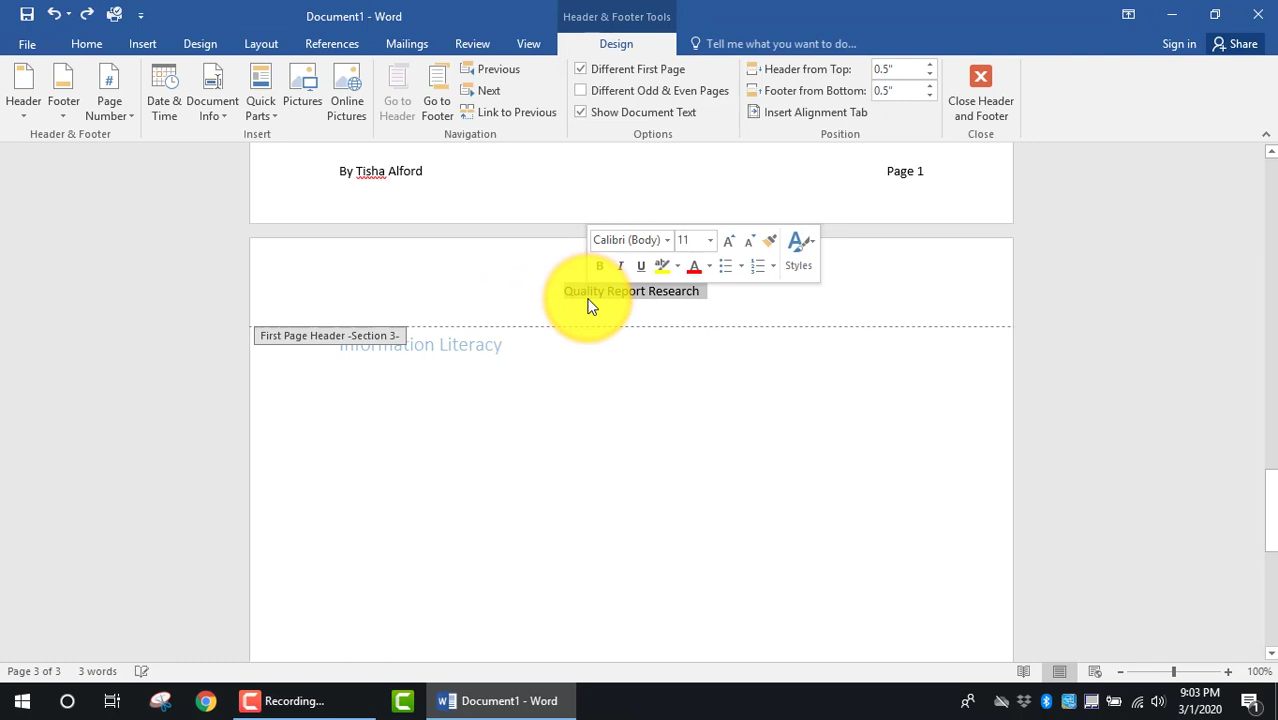 Document1 - Word
Header & Footer Tools
File
Home
Insert
Design
Layout
References
Mailings
Review
View
Design
Tell me what you want to do...
Sign in
Share
Header
Footer
Page Number
Header & Footer
Date & Time
Document Info
Quick Parts
Pictures
Online Pictures
Insert
Go to Header
Go to Footer
Previous
Next
Link to Previous
Navigation
Different First Page
Different Odd & Even Pages
Show Document Text
Options
Header from Top: 0.5"
Footer from Bottom: 0.5"
Insert Alignment Tab
Position
Close Header and Footer
Close
By Tisha Alford
Page 1
Calibri (Body)
11
A A
B I U ab A
Styles
Quality Report Research
First Page Header -Section 3-
Information Literacy
Page 3 of 3
3 words
100%
Recording...
Document1 - Word
9:03 PM
3/1/2020
1